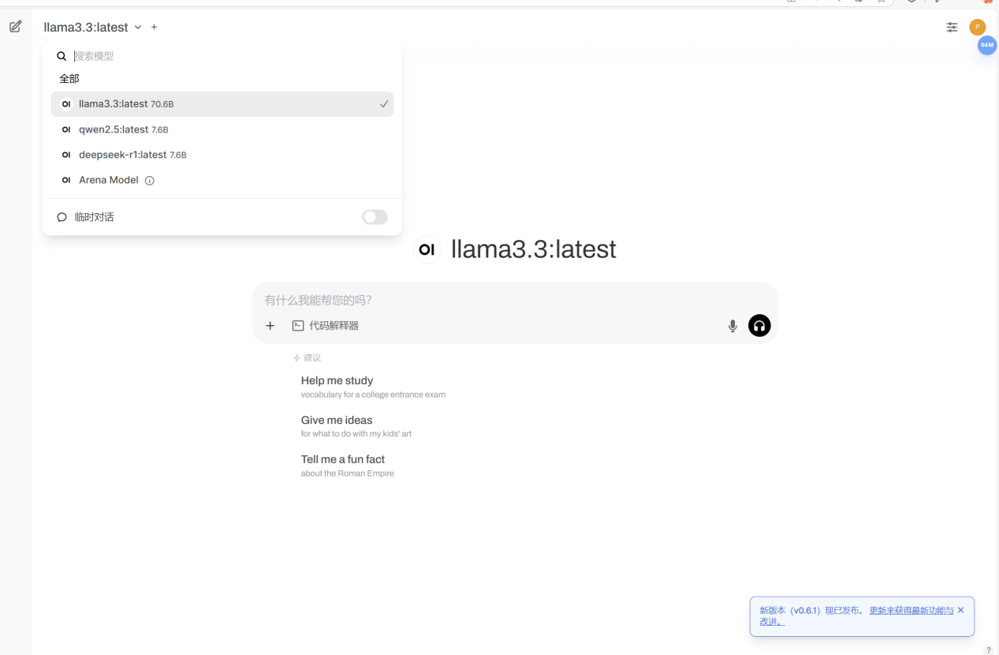 llama3.3:latest
P
54M
搜索模型
全部
OI llama3.3:latest 70.6B
OI qwen2.5:latest 7.6B
OI deepseek-r1:latest 7.6B
OI Arena Model
临时对话
OI llama3.3:latest
有什么我能帮您的吗?
代码解释器
建议
Help me study
vocabulary for a college entrance exam
Give me ideas
for what to do with my kids' art
Tell me a fun fact
about the Roman Empire
新版本（v0.6.1）现已发布。 更新来获得最新功能与
改进。
?